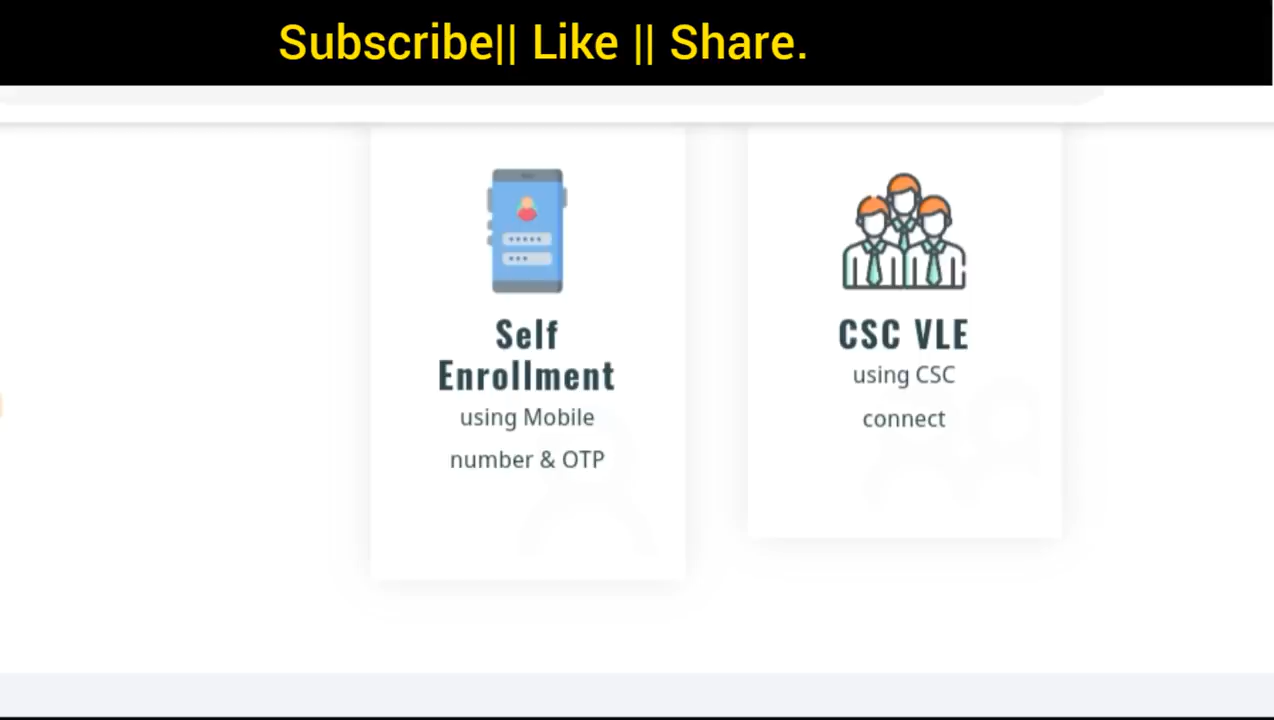 Subscribe|| Like || Share.
Self
Enrollment
using Mobile
number & OTP
CSC VLE
using CSC
connect